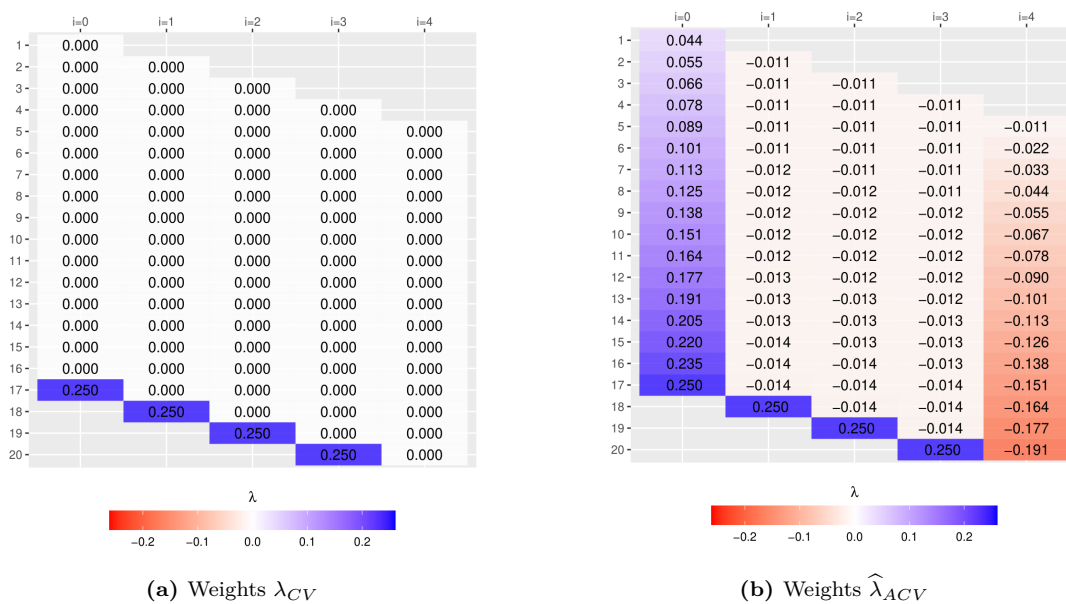 i=0 i=1 i=2 i=3 i=4
1 0.000
2 0.000 0.000
3 0.000 0.000 0.000
4 0.000 0.000 0.000 0.000
5 0.000 0.000 0.000 0.000 0.000
6 0.000 0.000 0.000 0.000 0.000
7 0.000 0.000 0.000 0.000 0.000
8 0.000 0.000 0.000 0.000 0.000
9 0.000 0.000 0.000 0.000 0.000
10 0.000 0.000 0.000 0.000 0.000
11 0.000 0.000 0.000 0.000 0.000
12 0.000 0.000 0.000 0.000 0.000
13 0.000 0.000 0.000 0.000 0.000
14 0.000 0.000 0.000 0.000 0.000
15 0.000 0.000 0.000 0.000 0.000
16 0.000 0.000 0.000 0.000 0.000
17 0.250 0.000 0.000 0.000 0.000
18 0.250 0.000 0.000 0.000
19 0.250 0.000 0.000
20 0.250 0.000
λ
−0.2 −0.1 0.0 0.1 0.2
(a) Weights λ_CV
i=0 i=1 i=2 i=3 i=4
1 0.044
2 0.055 −0.011
3 0.066 −0.011 −0.011
4 0.078 −0.011 −0.011 −0.011
5 0.089 −0.011 −0.011 −0.011 −0.011
6 0.101 −0.011 −0.011 −0.011 −0.022
7 0.113 −0.012 −0.011 −0.011 −0.033
8 0.125 −0.012 −0.012 −0.011 −0.044
9 0.138 −0.012 −0.012 −0.012 −0.055
10 0.151 −0.012 −0.012 −0.012 −0.067
11 0.164 −0.012 −0.012 −0.012 −0.078
12 0.177 −0.013 −0.012 −0.012 −0.090
13 0.191 −0.013 −0.013 −0.012 −0.101
14 0.205 −0.013 −0.013 −0.013 −0.113
15 0.220 −0.014 −0.013 −0.013 −0.126
16 0.235 −0.014 −0.014 −0.013 −0.138
17 0.250 −0.014 −0.014 −0.014 −0.151
18 0.250 −0.014 −0.014 −0.164
19 0.250 −0.014 −0.177
20 0.250 −0.191
λ
−0.2 −0.1 0.0 0.1 0.2
(b) Weights λ̂_ACV